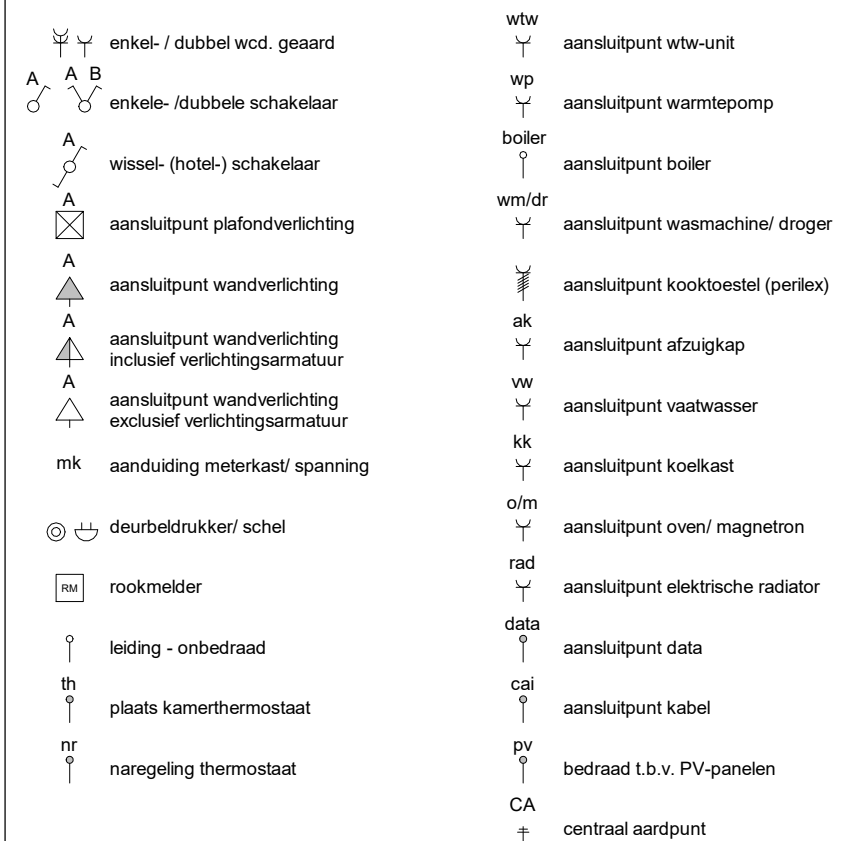 enkel- / dubbel wcd. geaard
A A B
enkele- /dubbele schakelaar
A
wissel- (hotel-) schakelaar
A
aansluitpunt plafondverlichting
A
aansluitpunt wandverlichting
A
aansluitpunt wandverlichting
inclusief verlichtingsarmatuur
A
aansluitpunt wandverlichting
exclusief verlichtingsarmatuur
mk aanduiding meterkast/ spanning
deurbeldrukker/ schel
RM rookmelder
leiding - onbedraad
th
plaats kamerthermostaat
nr
naregeling thermostaat
wtw
aansluitpunt wtw-unit
wp
aansluitpunt warmtepomp
boiler
aansluitpunt boiler
wm/dr
aansluitpunt wasmachine/ droger
aansluitpunt kooktoestel (perilex)
ak
aansluitpunt afzuigkap
vw
aansluitpunt vaatwasser
kk
aansluitpunt koelkast
o/m
aansluitpunt oven/ magnetron
rad
aansluitpunt elektrische radiator
data
aansluitpunt data
cai
aansluitpunt kabel
pv
bedraad t.b.v. PV-panelen
CA
centraal aardpunt